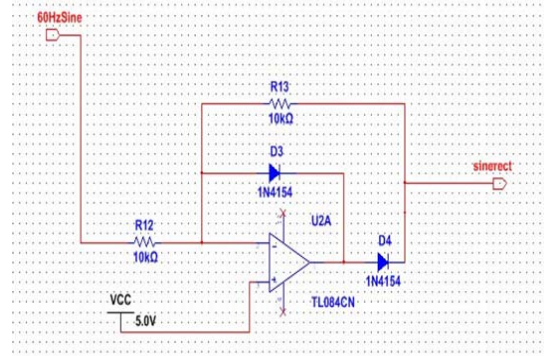 60HzSine
R13
10kΩ
D3
1N4154
sinerect
U2A
R12
10kΩ
D4
1N4154
TL084CN
VCC
5.0V